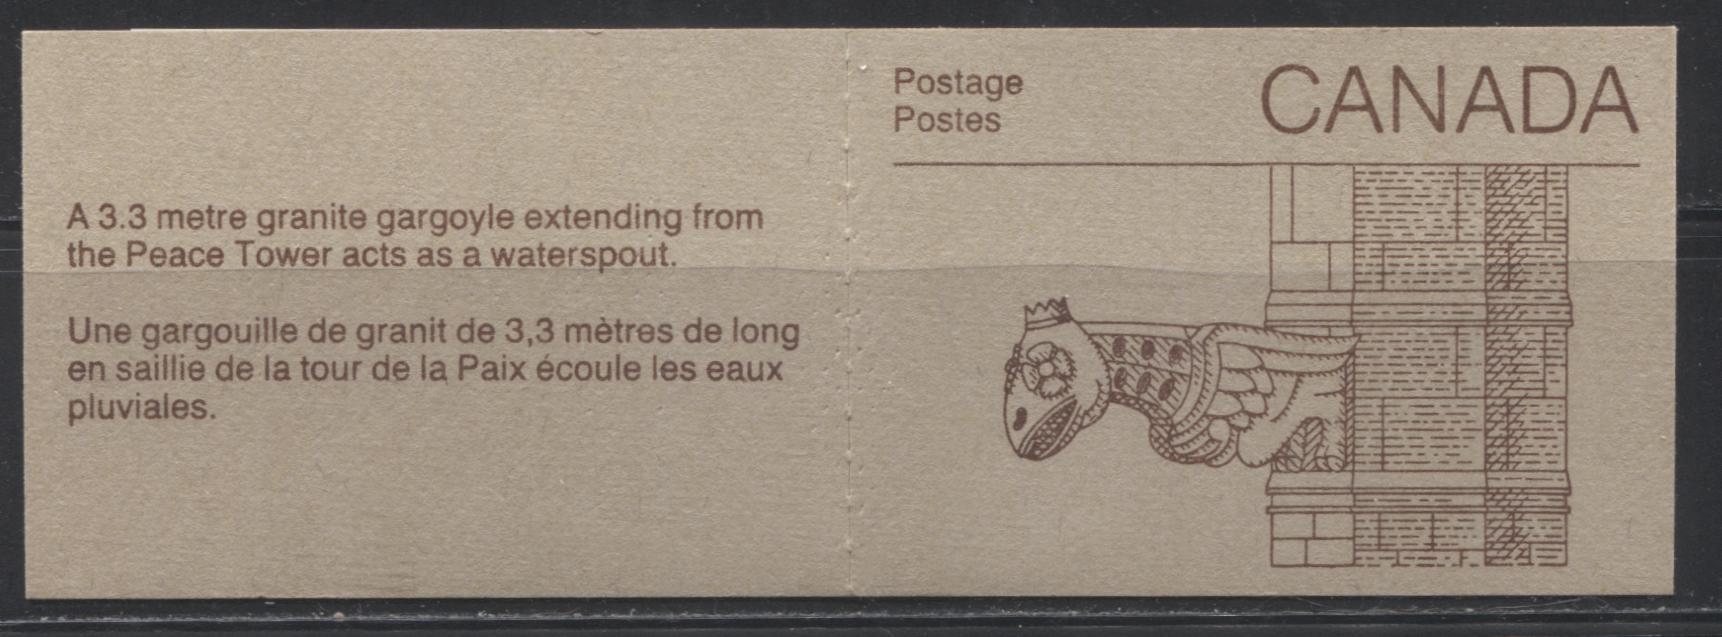 A 3.3 metre granite gargoyle extending from
the Peace Tower acts as a waterspout.
Une gargouille de granit de 3,3 mètres de long
en saillie de la tour de la Paix écoule les eaux
pluviales.
Postage
Postes
CANADA